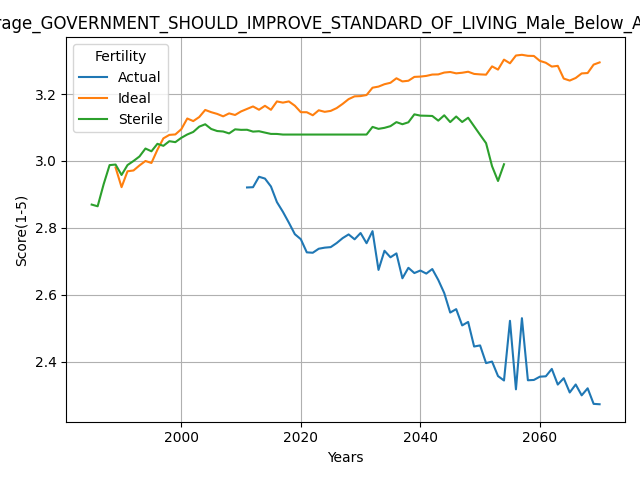 rage_GOVERNMENT_SHOULD_IMPROVE_STANDARD_OF_LIVING_Male_Below_A
Fertility
Actual
Ideal
Sterile
Score(1-5)
3.2
3.0
2.8
2.6
2.4
2000 2020 2040 2060
Years